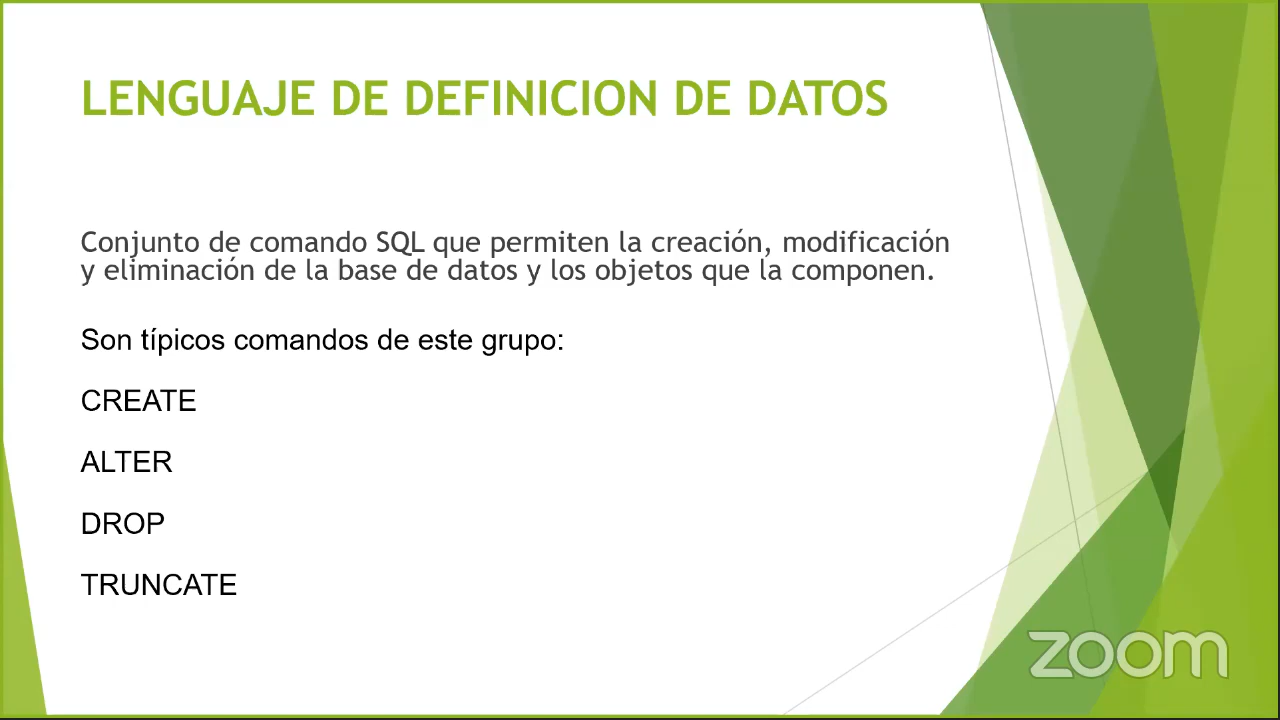 LENGUAJE DE DEFINICION DE DATOS
Conjunto de comando SQL que permiten la creación, modificación
y eliminación de la base de datos y los objetos que la componen.
Son típicos comandos de este grupo:
CREATE
ALTER
DROP
TRUNCATE
zoom